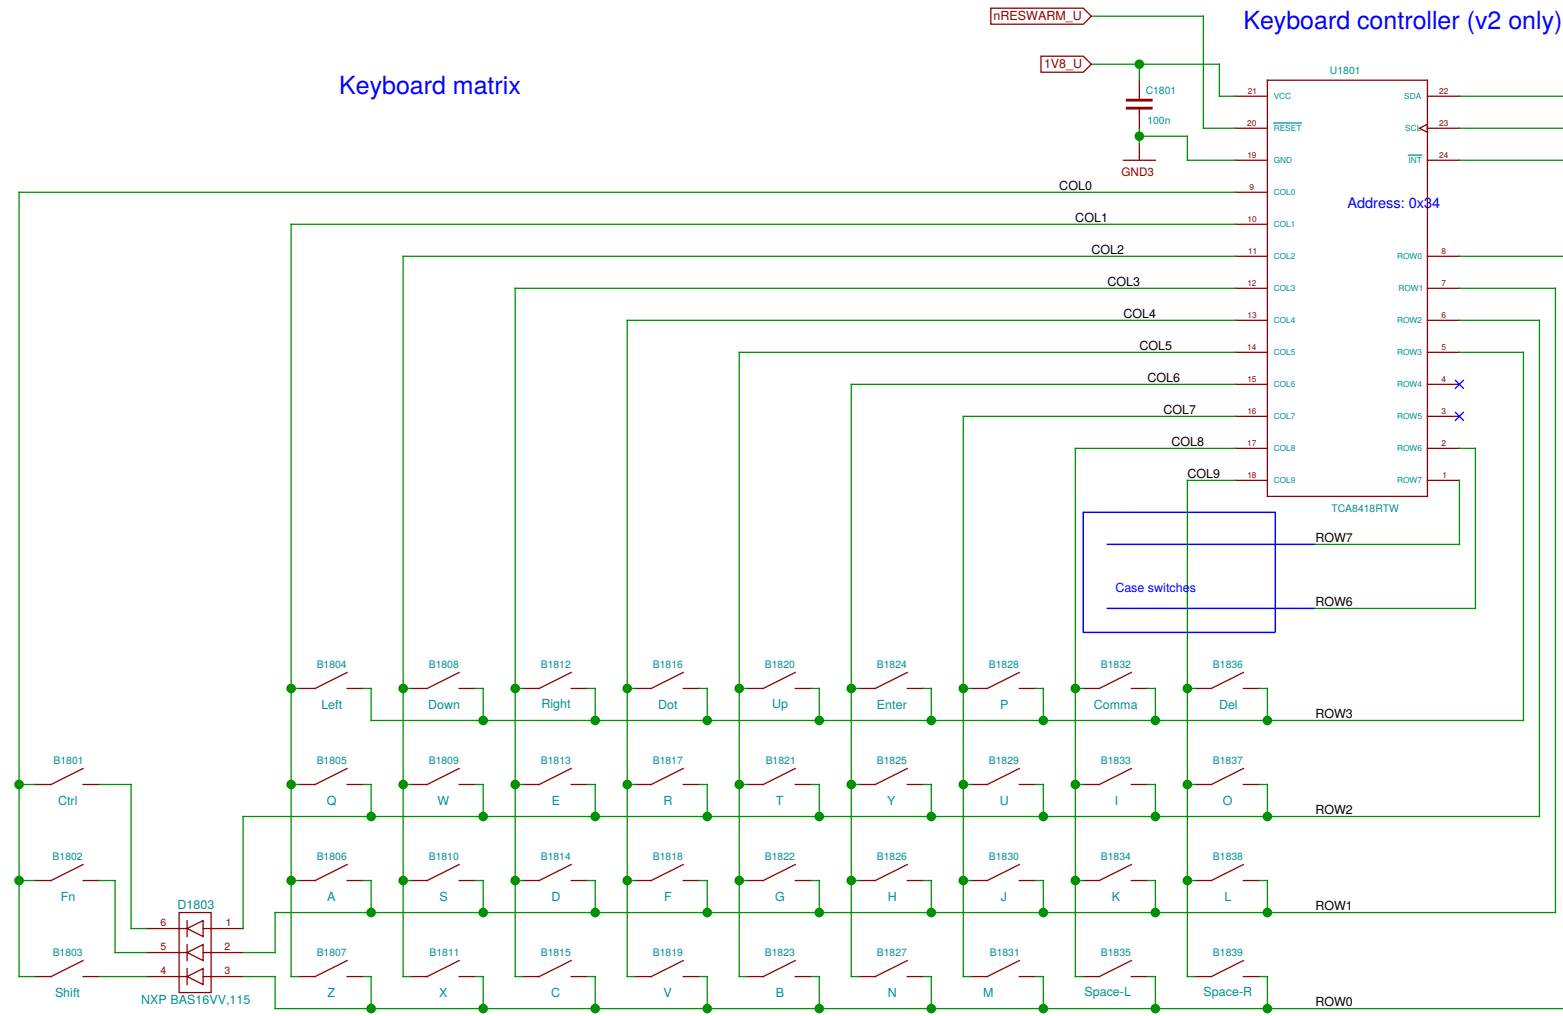 nRESWARM_U
Keyboard controller (v2 only)
1V8_U
U1801
Keyboard matrix
C1801
100n
GND3
21 VCC SDA 22
20 RESET SCL 23
19 GND INT 24
COL0 9 COL0
Address: 0x34
COL1 10 COL1
COL2 11 COL2 ROW0 8
COL3 12 COL3 ROW1 7
COL4 13 COL4 ROW2 6
COL5 14 COL5 ROW3 5
COL6 15 COL6 ROW4 4
COL7 16 COL7 ROW5 3
COL8 17 COL8 ROW6 2
COL9 18 COL9 ROW7 1
TCA8418RTW
ROW7
Case switches
ROW6
B1804 B1808 B1812 B1816 B1820 B1824 B1828 B1832 B1836
Left Down Right Dot Up Enter P Comma Del
ROW3
B1801 B1805 B1809 B1813 B1817 B1821 B1825 B1829 B1833 B1837
Ctrl Q W E R T Y U I O
ROW2
B1802 B1806 B1810 B1814 B1818 B1822 B1826 B1830 B1834 B1838
Fn A S D F G H J K L
D1803
ROW1
6 1
5 2
B1803 B1807 B1811 B1815 B1819 B1823 B1827 B1831 B1835 B1839
4 3
Shift Z X C V B N M Space-L Space-R
NXP BAS16VV,115
ROW0